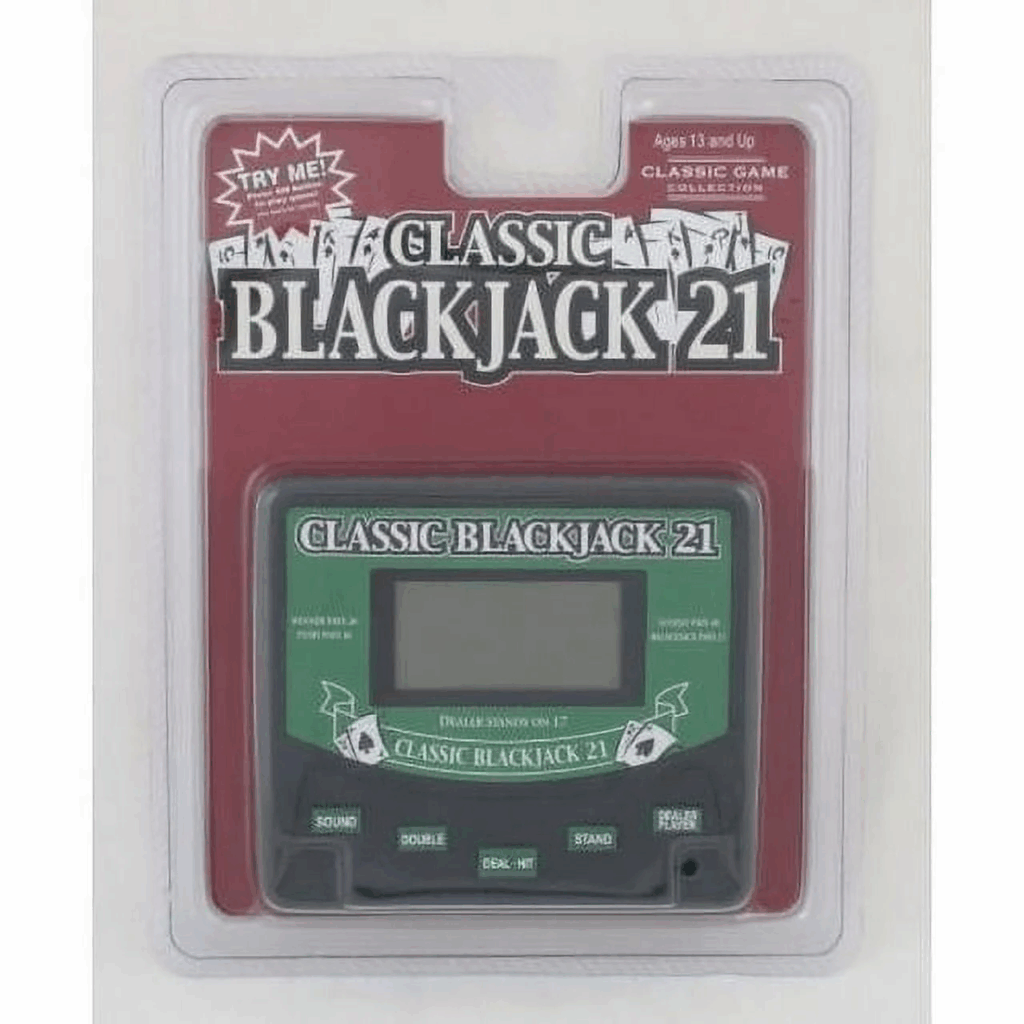 TRY ME!
Ages 13 and Up
CLASSIC GAME
COLLECTION
CLASSIC
BLACKJACK 21
CLASSIC BLACKJACK 21
DEALER STANDS ON 17
CLASSIC BLACKJACK 21
SOUND
DOUBLE
DEAL - HIT
STAND
DEALER
PLAYER